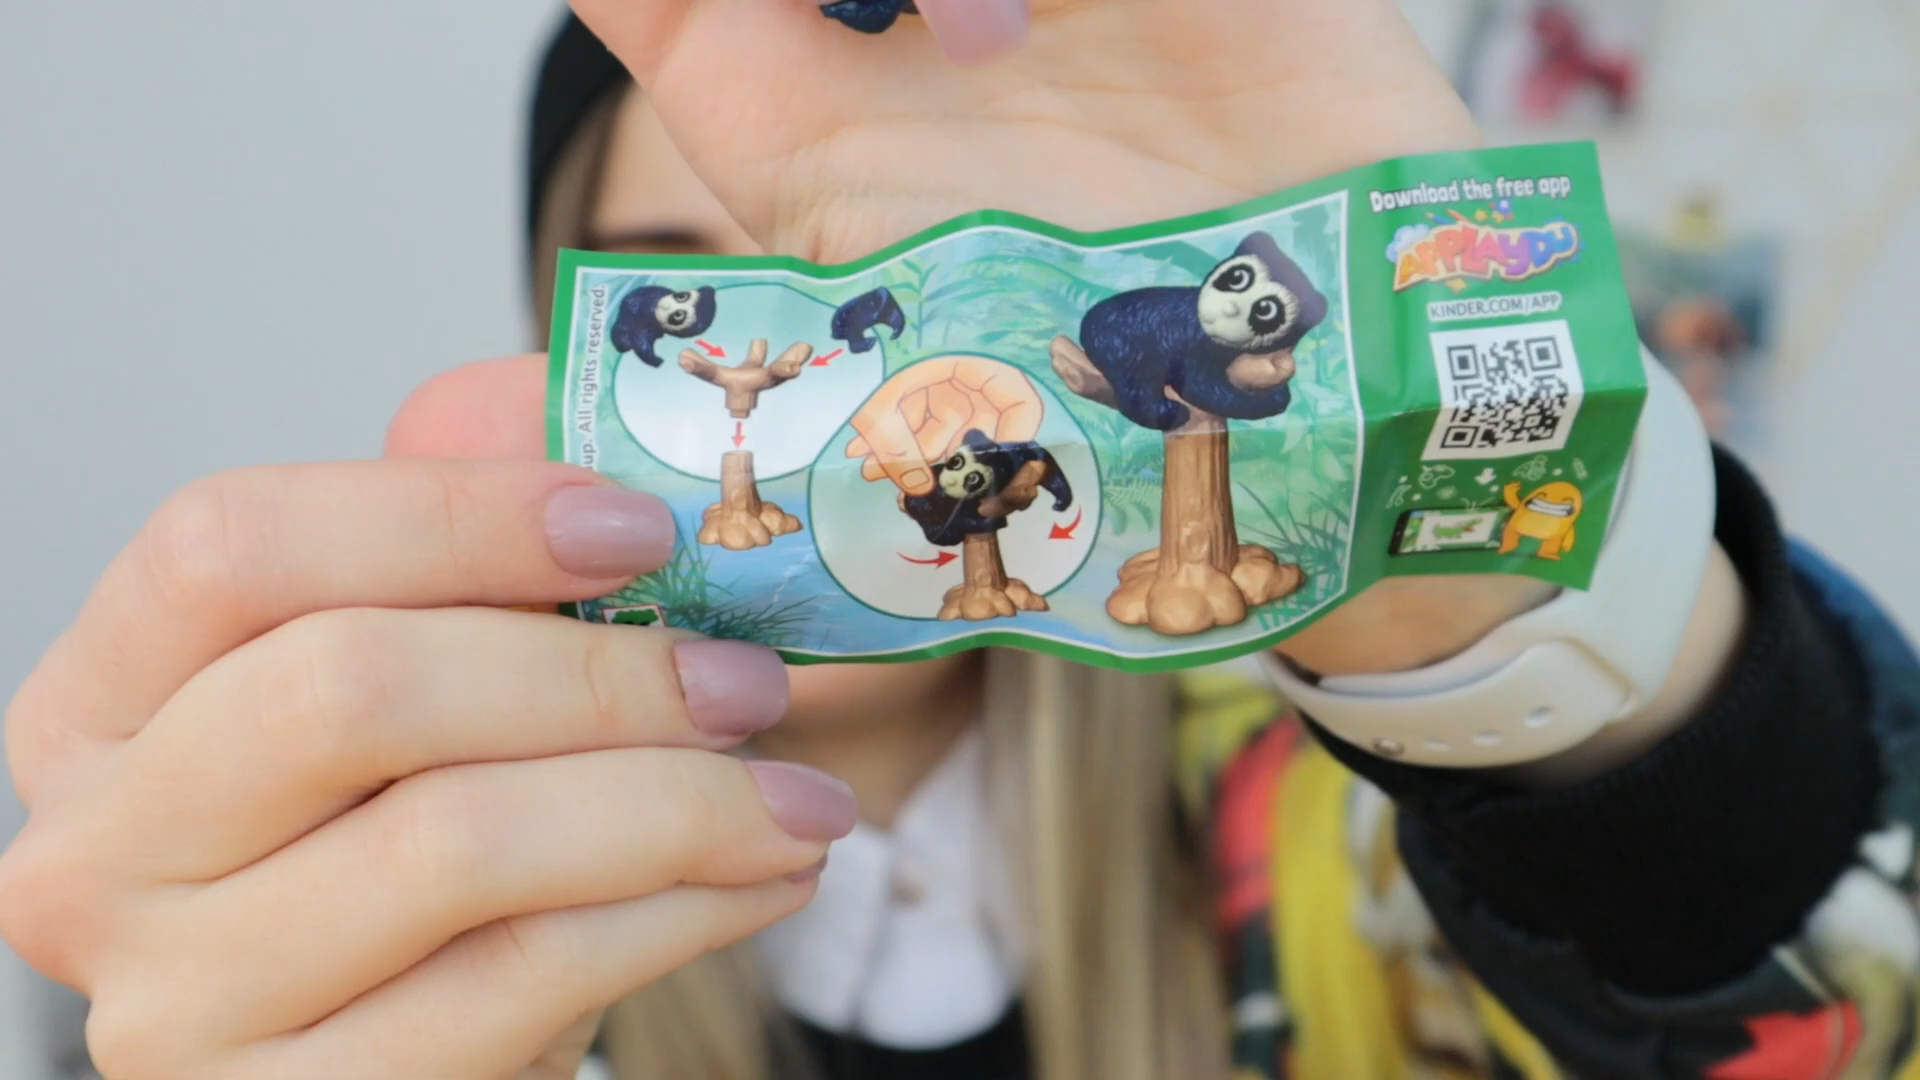 up. All rights reserved.
Download the free app
APPLAYDU
KINDER.COM/APP